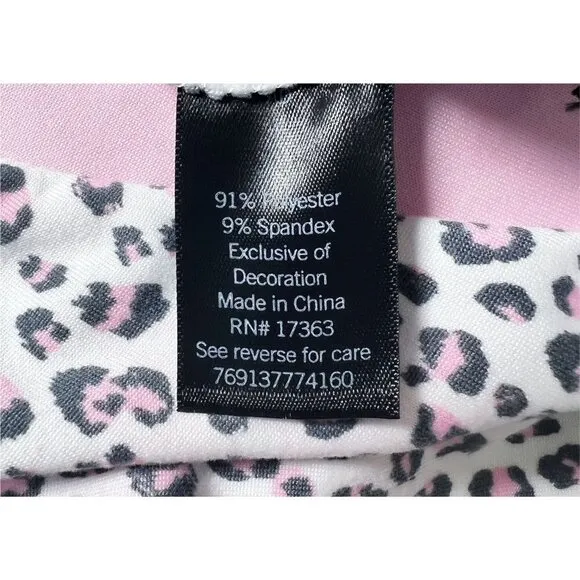 91% Polyester
9% Spandex
Exclusive of
Decoration
Made in China
RN# 17363
See reverse for care
769137774160